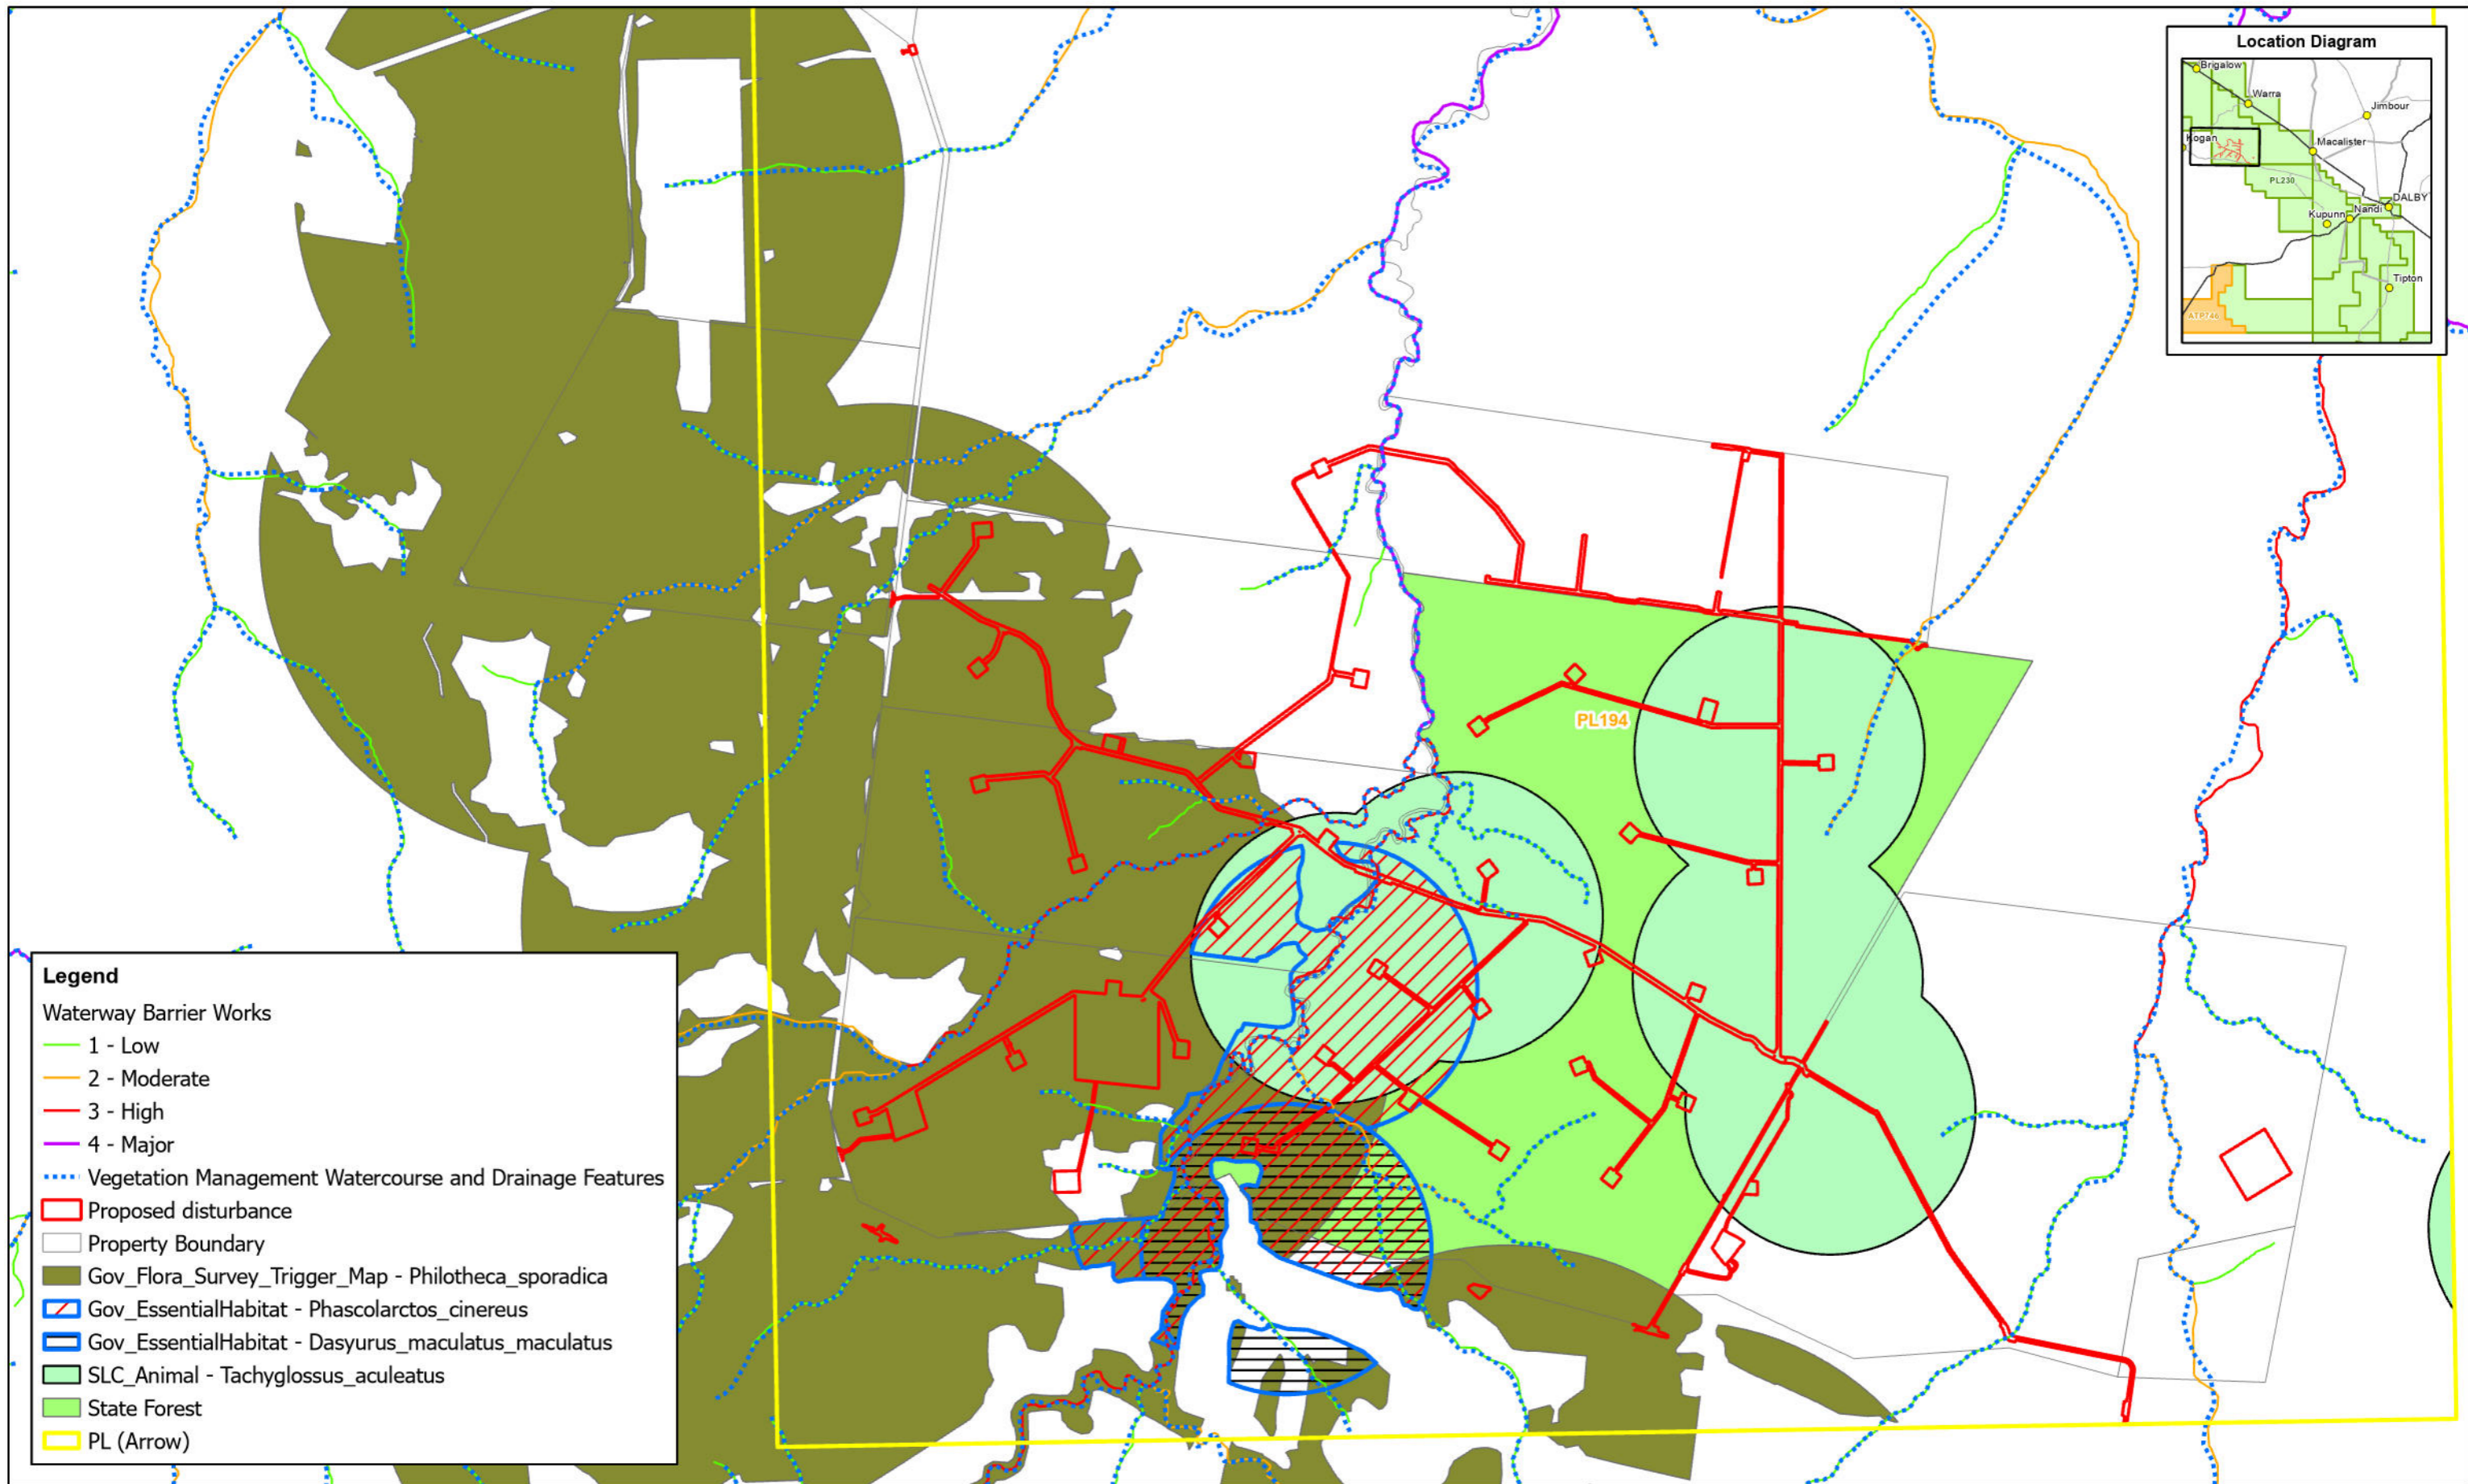 Location Diagram
Brigalow
Warra
Jimbour
Kogan
Macalister
PL230
DALBY
Nandi
Kupunn
Tipton
ATP746
PL194
Legend
Waterway Barrier Works
1 - Low
2 - Moderate
3 - High
4 - Major
Vegetation Management Watercourse and Drainage Features
Proposed disturbance
Property Boundary
Gov_Flora_Survey_Trigger_Map - Philotheca_sporadica
Gov_EssentialHabitat - Phascolarctos_cinereus
Gov_EssentialHabitat - Dasyurus_maculatus_maculatus
SLC_Animal - Tachyglossus_aculeatus
State Forest
PL (Arrow)